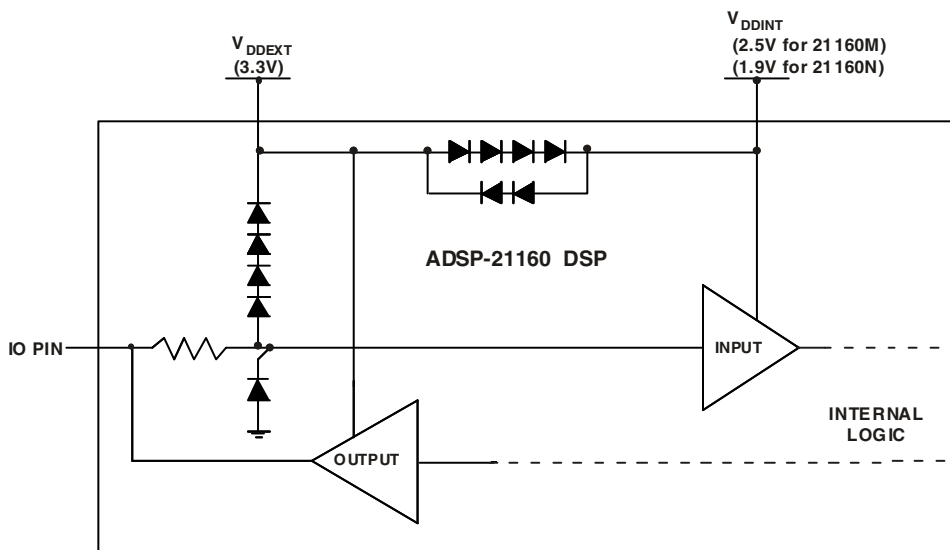 V DDEXT
(3.3V)
V DDINT
(2.5V for 21160M)
(1.9V for 21160N)
ADSP-21160 DSP
IO PIN
INPUT
INTERNAL
LOGIC
OUTPUT